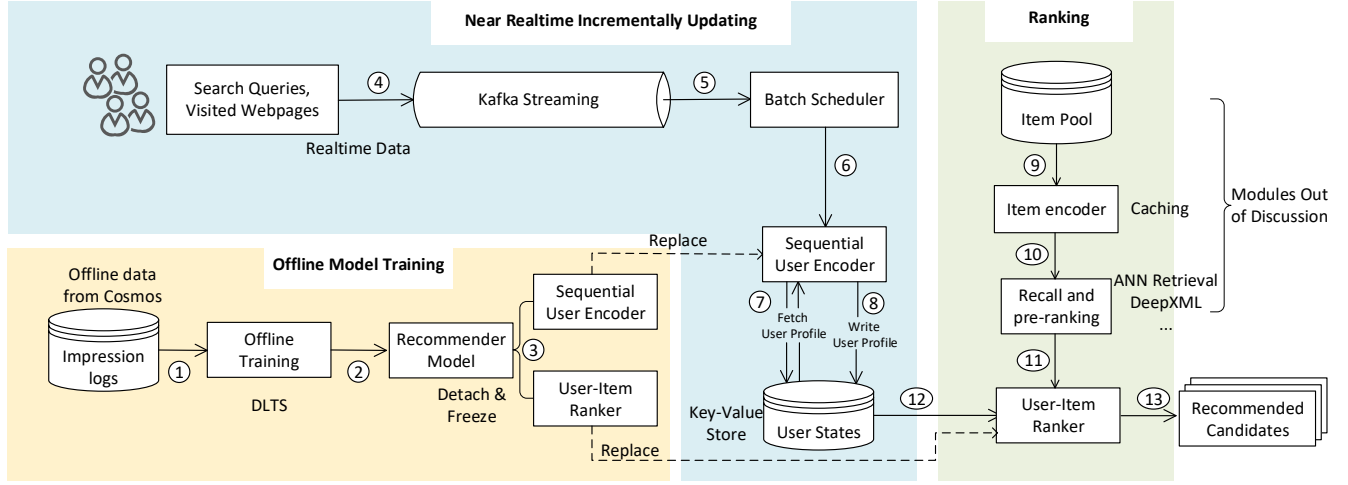 Near Realtime Incrementally Updating
Ranking
Search Queries,
Visited Webpages
4
Kafka Streaming
5
Batch Scheduler
Realtime Data
6
Item Pool
9
Item encoder
Caching
Modules Out
of Discussion
10
Recall and
pre-ranking
ANN Retrieval
DeepXML
...
11
Offline Model Training
Replace
Sequential
User Encoder
7
8
Fetch
User Profile
Write
User Profile
Offline data
from Cosmos
Impression
logs
1
Offline
Training
DLTS
2
Recommender
Model
Detach &
Freeze
3
Sequential
User Encoder
User-Item
Ranker
Replace
Key-Value
Store
User States
12
User-Item
Ranker
13
Recommended
Candidates